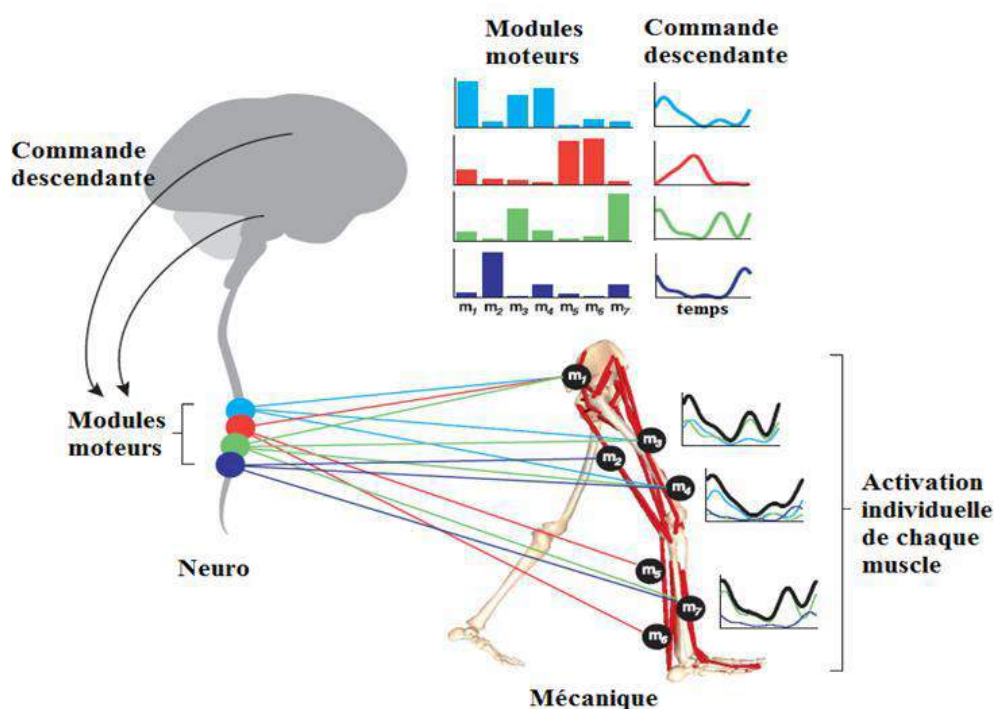 Modules
moteurs
Commande
descendante
Commande
descendante
m1 m2 m3 m4 m5 m6 m7
temps
Modules
moteurs
m1
m3
m2
m4
m5
m7
m6
Activation
individuelle
de chaque
muscle
Neuro
Mécanique